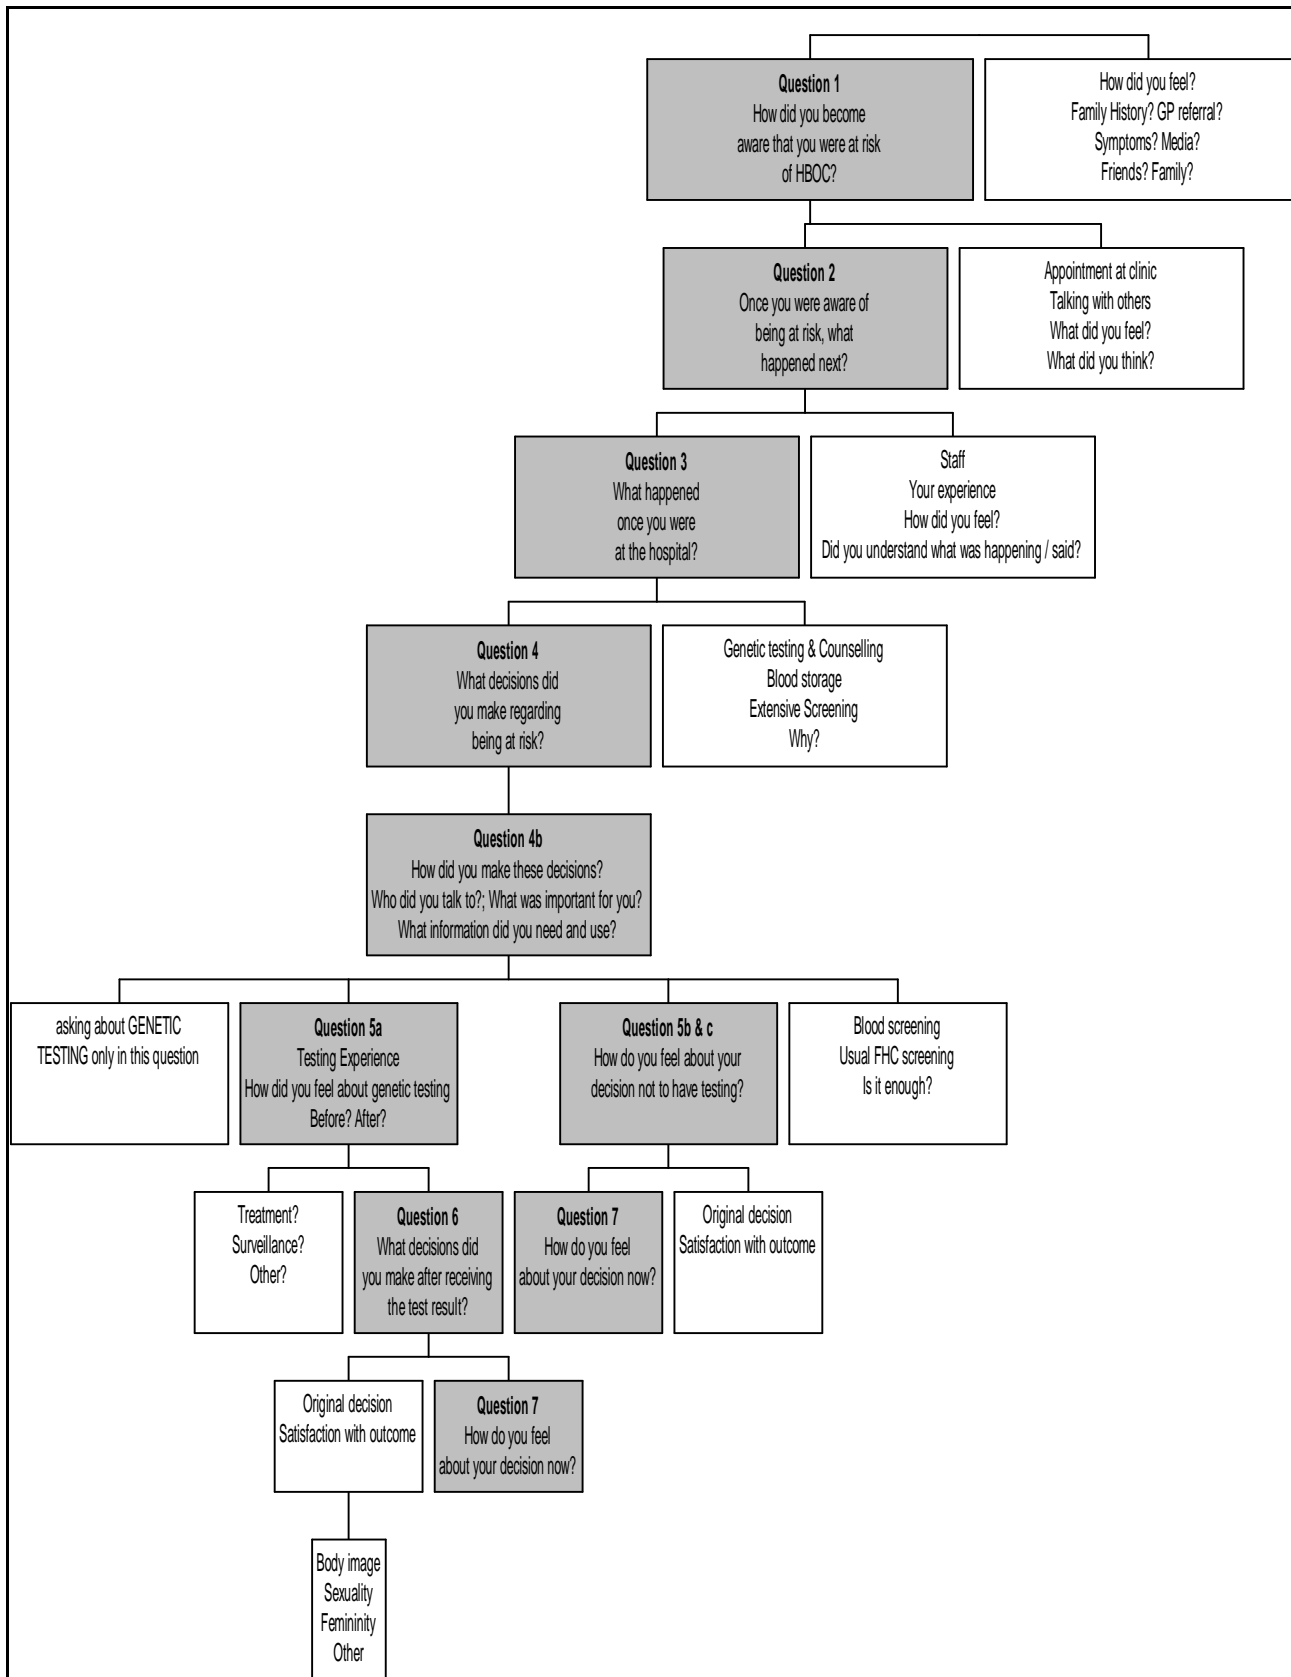 Question 1
How did you become
aware that you were at risk
of HBOC?
How did you feel?
Family History? GP referral?
Symptoms? Media?
Friends? Family?
Question 2
Once you were aware of
being at risk, what
happened next?
Appointment at clinic
Talking with others
What did you feel?
What did you think?
Question 3
What happened
once you were
at the hospital?
Staff
Your experience
How did you feel?
Did you understand what was happening / said?
Question 4
What decisions did
you make regarding
being at risk?
Genetic testing & Counselling
Blood storage
Extensive Screening
Why?
Question 4b
How did you make these decisions?
Who did you talk to?; What was important for you?
What information did you need and use?
asking about GENETIC
TESTING only in this question
Question 5a
Testing Experience
How did you feel about genetic testing
Before? After?
Question 5b & c
How do you feel about your
decision not to have testing?
Blood screening
Usual FHC screening
Is it enough?
Treatment?
Surveillance?
Other?
Question 6
What decisions did
you make after receiving
the test result?
Question 7
How do you feel
about your decision now?
Original decision
Satisfaction with outcome
Original decision
Satisfaction with outcome
Question 7
How do you feel
about your decision now?
Body image
Sexuality
Femininity
Other